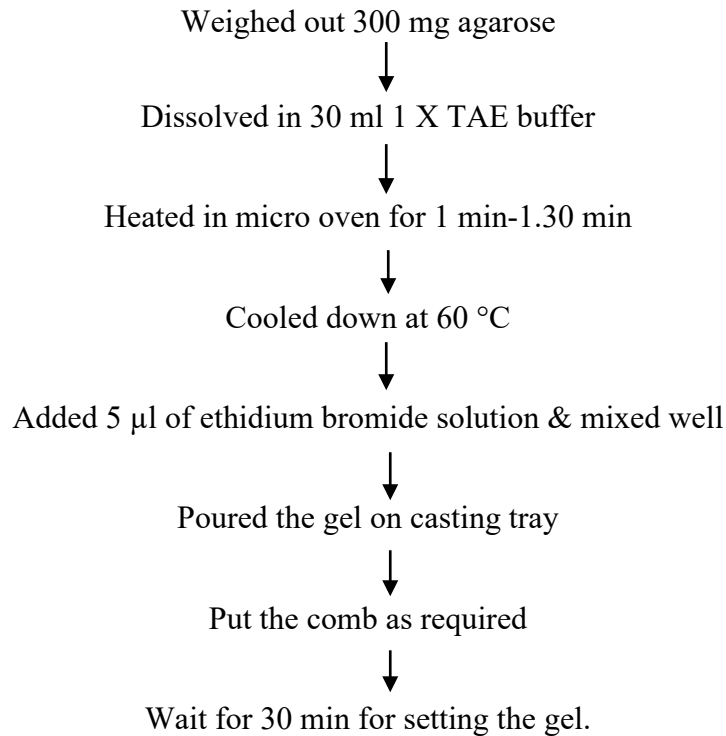 Weighed out 300 mg agarose
Dissolved in 30 ml 1 X TAE buffer
Heated in micro oven for 1 min-1.30 min
Cooled down at 60 °C
Added 5 µl of ethidium bromide solution & mixed well
Poured the gel on casting tray
Put the comb as required
Wait for 30 min for setting the gel.